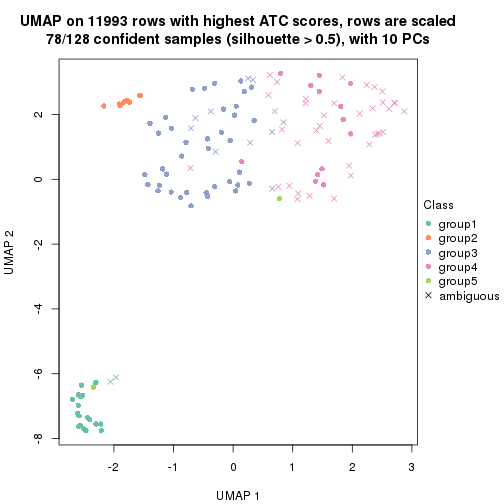 UMAP on 11993 rows with highest ATC scores, rows are scaled
78/128 confident samples (silhouette > 0.5), with 10 PCs
UMAP 2
2
0
-2
-4
-6
-8
-2
-1
0
1
2
3
UMAP 1
Class
group1
group2
group3
group4
group5
ambiguous